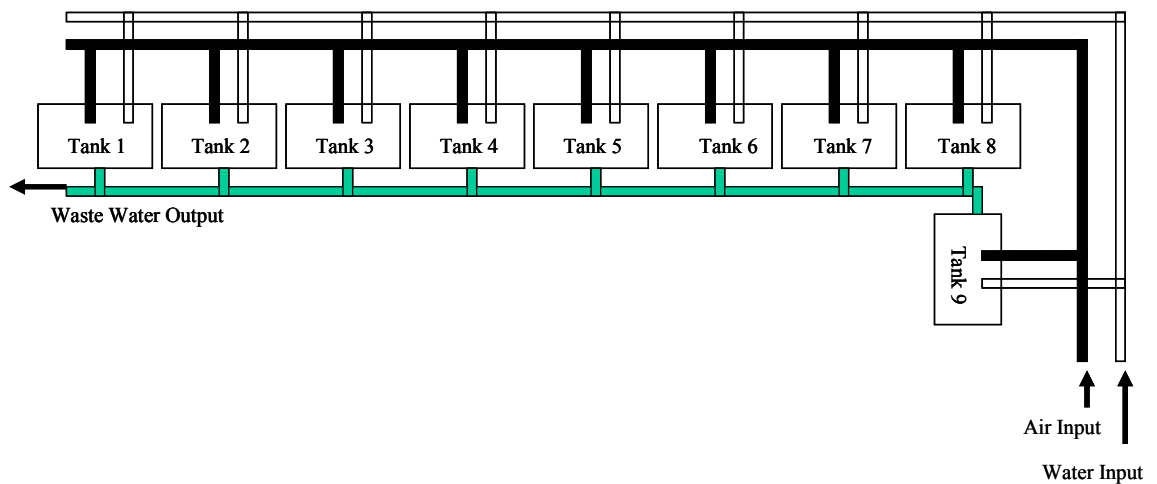 Tank 1
Tank 2
Tank 3
Tank 4
Tank 5
Tank 6
Tank 7
Tank 8
Waste Water Output
Tank 9
Air Input
Water Input